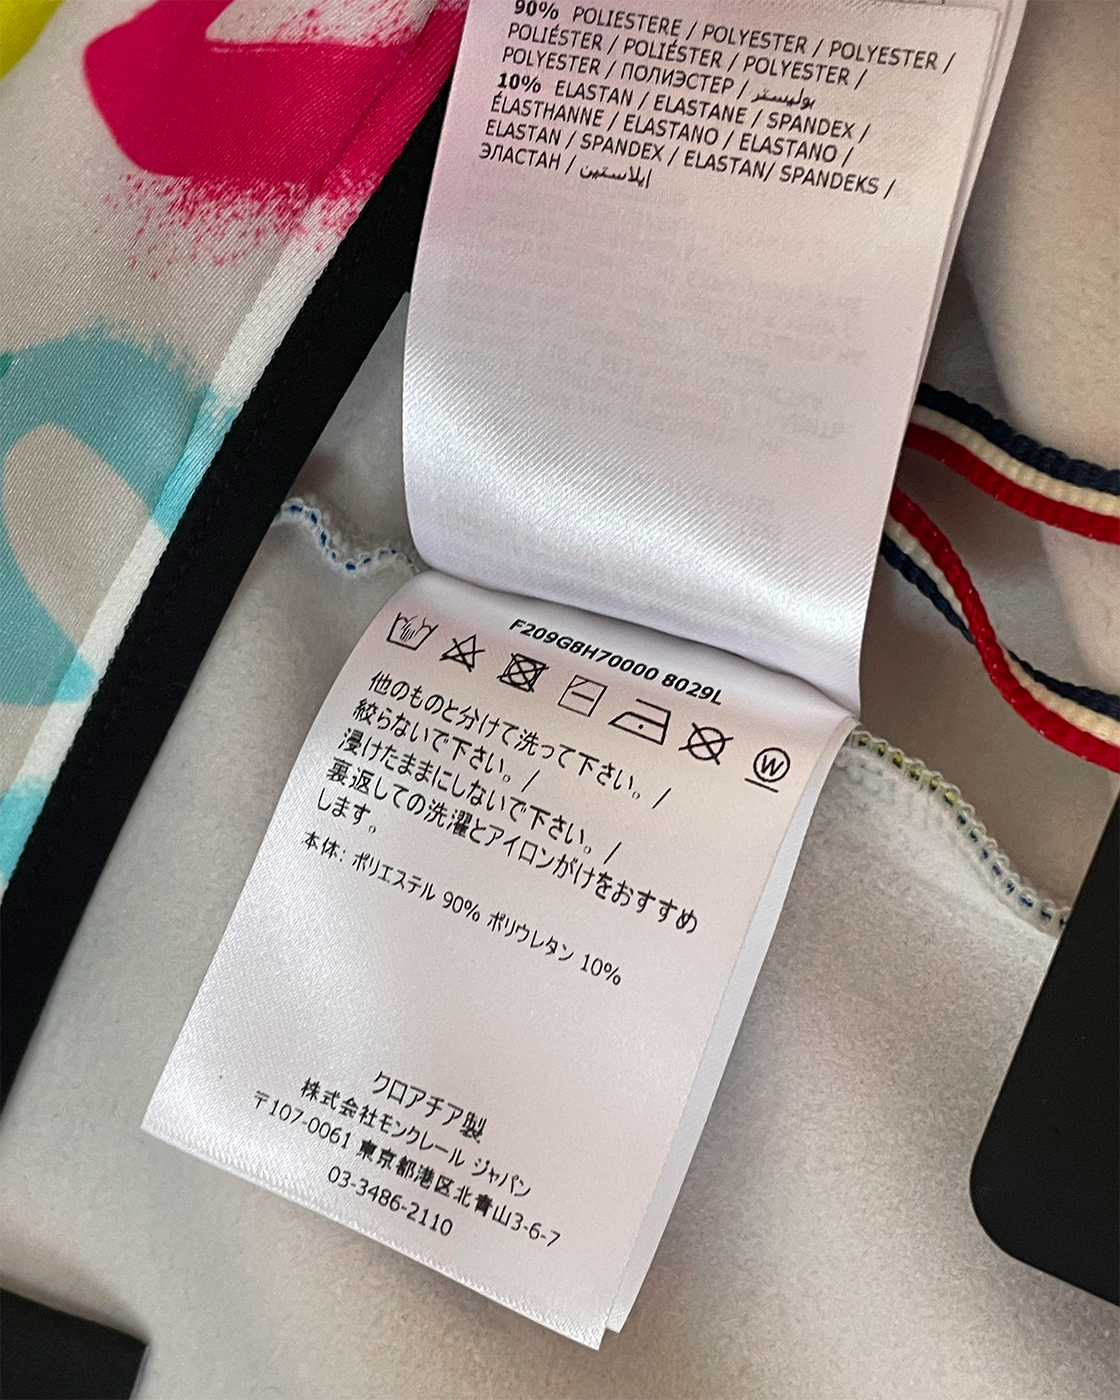 90% POLIESTERE / POLYESTER / POLYESTER /
POLIÉSTER / POLIÉSTER / POLYESTER /
POLYESTER / ПОЛИЭСТЕР / بوليستر
10% ELASTAN / ELASTANE / SPANDEX /
ÉLASTHANNE / ELASTANO / ELASTANO /
ELASTAN / SPANDEX / ELASTAN/ SPANDEKS /
ЭЛАСТАН / إيلاستين
F209G8H70000 8029L
W
他のものと分けて洗って下さい。/
絞らないで下さい。/
浸けたままにしないで下さい。/
裏返しての洗濯とアイロンがけをおすすめ
します。
本体: ポリエステル 90% ポリウレタン 10%
クロアチア製
株式会社モンクレール ジャパン
〒107-0061 東京都港区北青山3-6-7
03-3486-2110